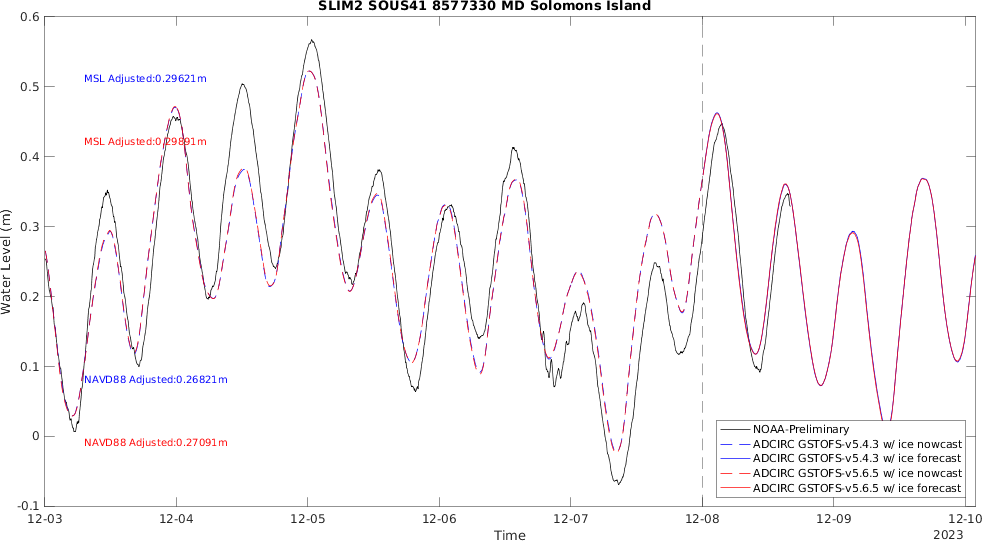 SLIM2 SOUS41 8577330 MD Solomons Island
Water Level (m)
0.6
0.5
0.4
0.3
0.2
0.1
0
-0.1
MSL Adjusted:0.29621m
MSL Adjusted:0.29891m
NAVD88 Adjusted:0.26821m
NAVD88 Adjusted:0.27091m
NOAA-Preliminary
ADCIRC GSTOFS-v5.4.3 w/ ice nowcast
ADCIRC GSTOFS-v5.4.3 w/ ice forecast
ADCIRC GSTOFS-v5.6.5 w/ ice nowcast
ADCIRC GSTOFS-v5.6.5 w/ ice forecast
12-03 12-04 12-05 12-06 12-07 12-08 12-09 12-10
Time
2023